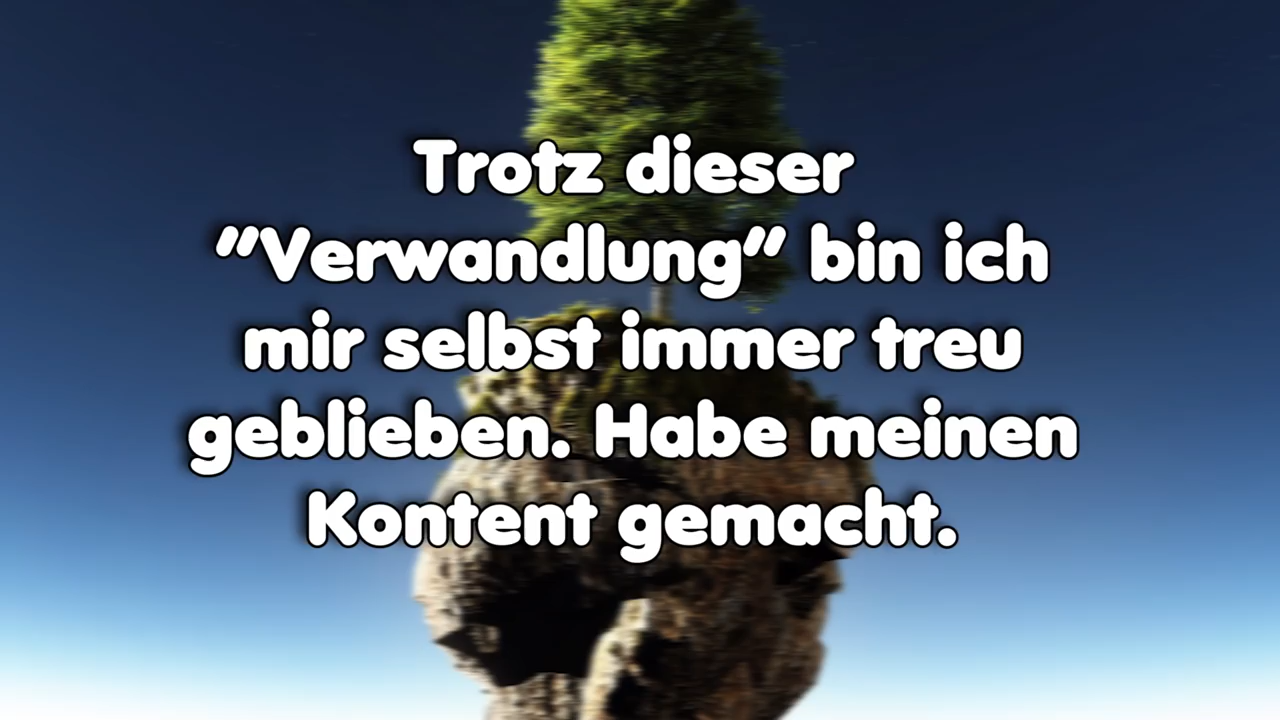 Trotz dieser
"Verwandlung" bin ich
mir selbst immer treu
geblieben. Habe meinen
Kontent gemacht.